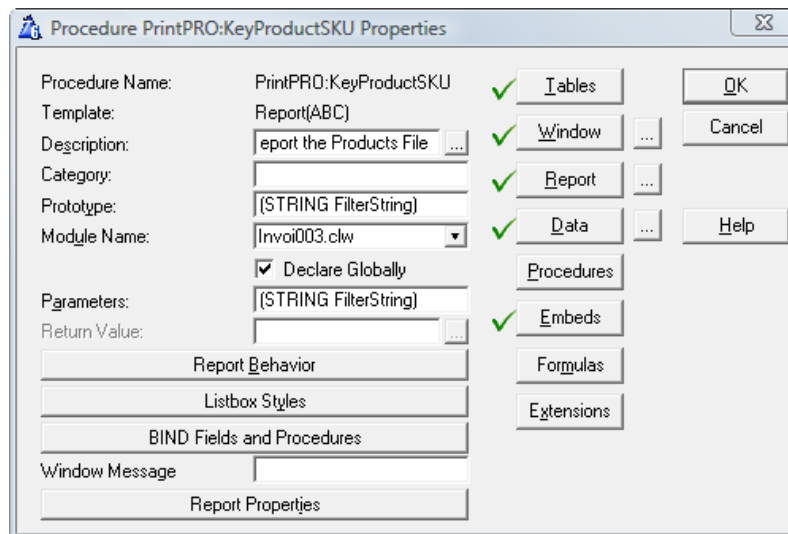 Procedure PrintPRO:KeyProductSKU Properties
Procedure Name: PrintPRO:KeyProductSKU
Template: Report(ABC)
Description: eport the Products File ...
Category:
Prototype: (STRING FilterString)
Module Name: Invoi003.clw
Declare Globally
Parameters: (STRING FilterString)
Return Value: ...
Report Behavior
Listbox Styles
BIND Fields and Procedures
Window Message
Report Properties
Tables
Window ...
Report ...
Data ...
Procedures
Embeds
Formulas
Extensions
OK
Cancel
Help